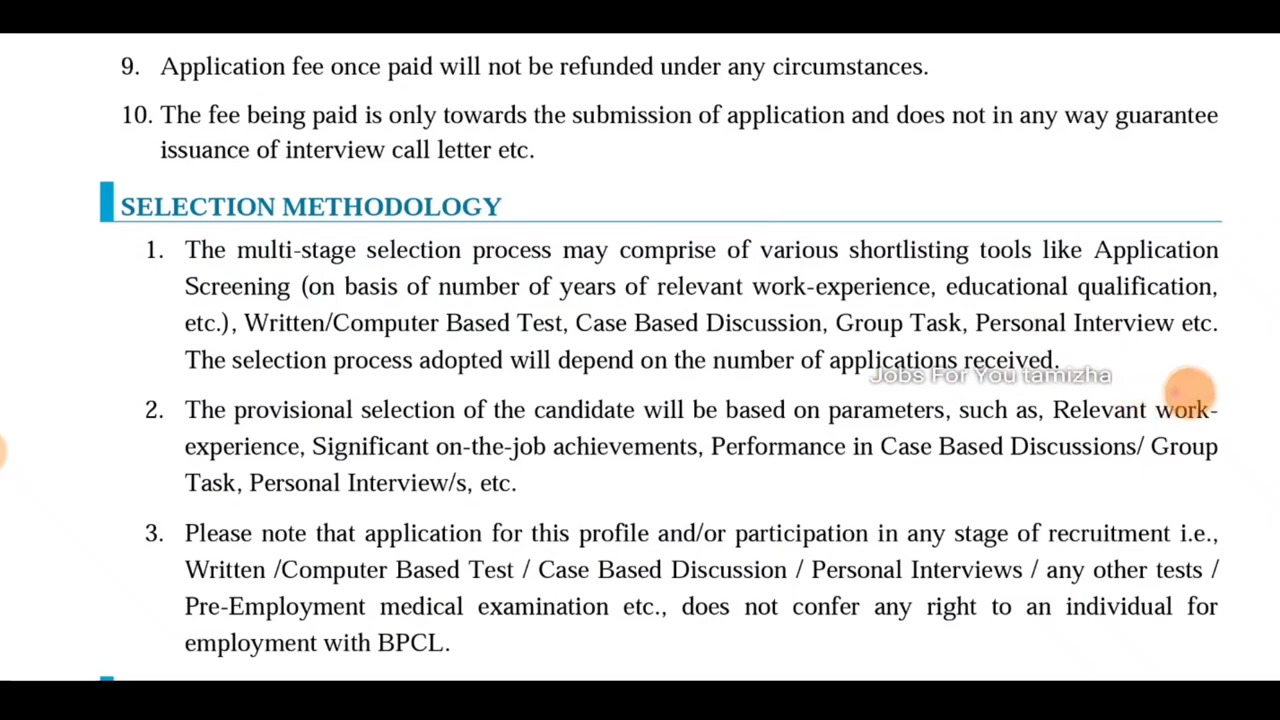 9. Application fee once paid will not be refunded under any circumstances.
10. The fee being paid is only towards the submission of application and does not in any way guarantee
issuance of interview call letter etc.
SELECTION METHODOLOGY
1. The multi-stage selection process may comprise of various shortlisting tools like Application
Screening (on basis of number of years of relevant work-experience, educational qualification,
etc.), Written/Computer Based Test, Case Based Discussion, Group Task, Personal Interview etc.
The selection process adopted will depend on the number of applications received.
Jobs For You tamizha
2. The provisional selection of the candidate will be based on parameters, such as, Relevant work-
experience, Significant on-the-job achievements, Performance in Case Based Discussions/ Group
Task, Personal Interview/s, etc.
3. Please note that application for this profile and/or participation in any stage of recruitment i.e.,
Written /Computer Based Test / Case Based Discussion / Personal Interviews / any other tests /
Pre-Employment medical examination etc., does not confer any right to an individual for
employment with BPCL.